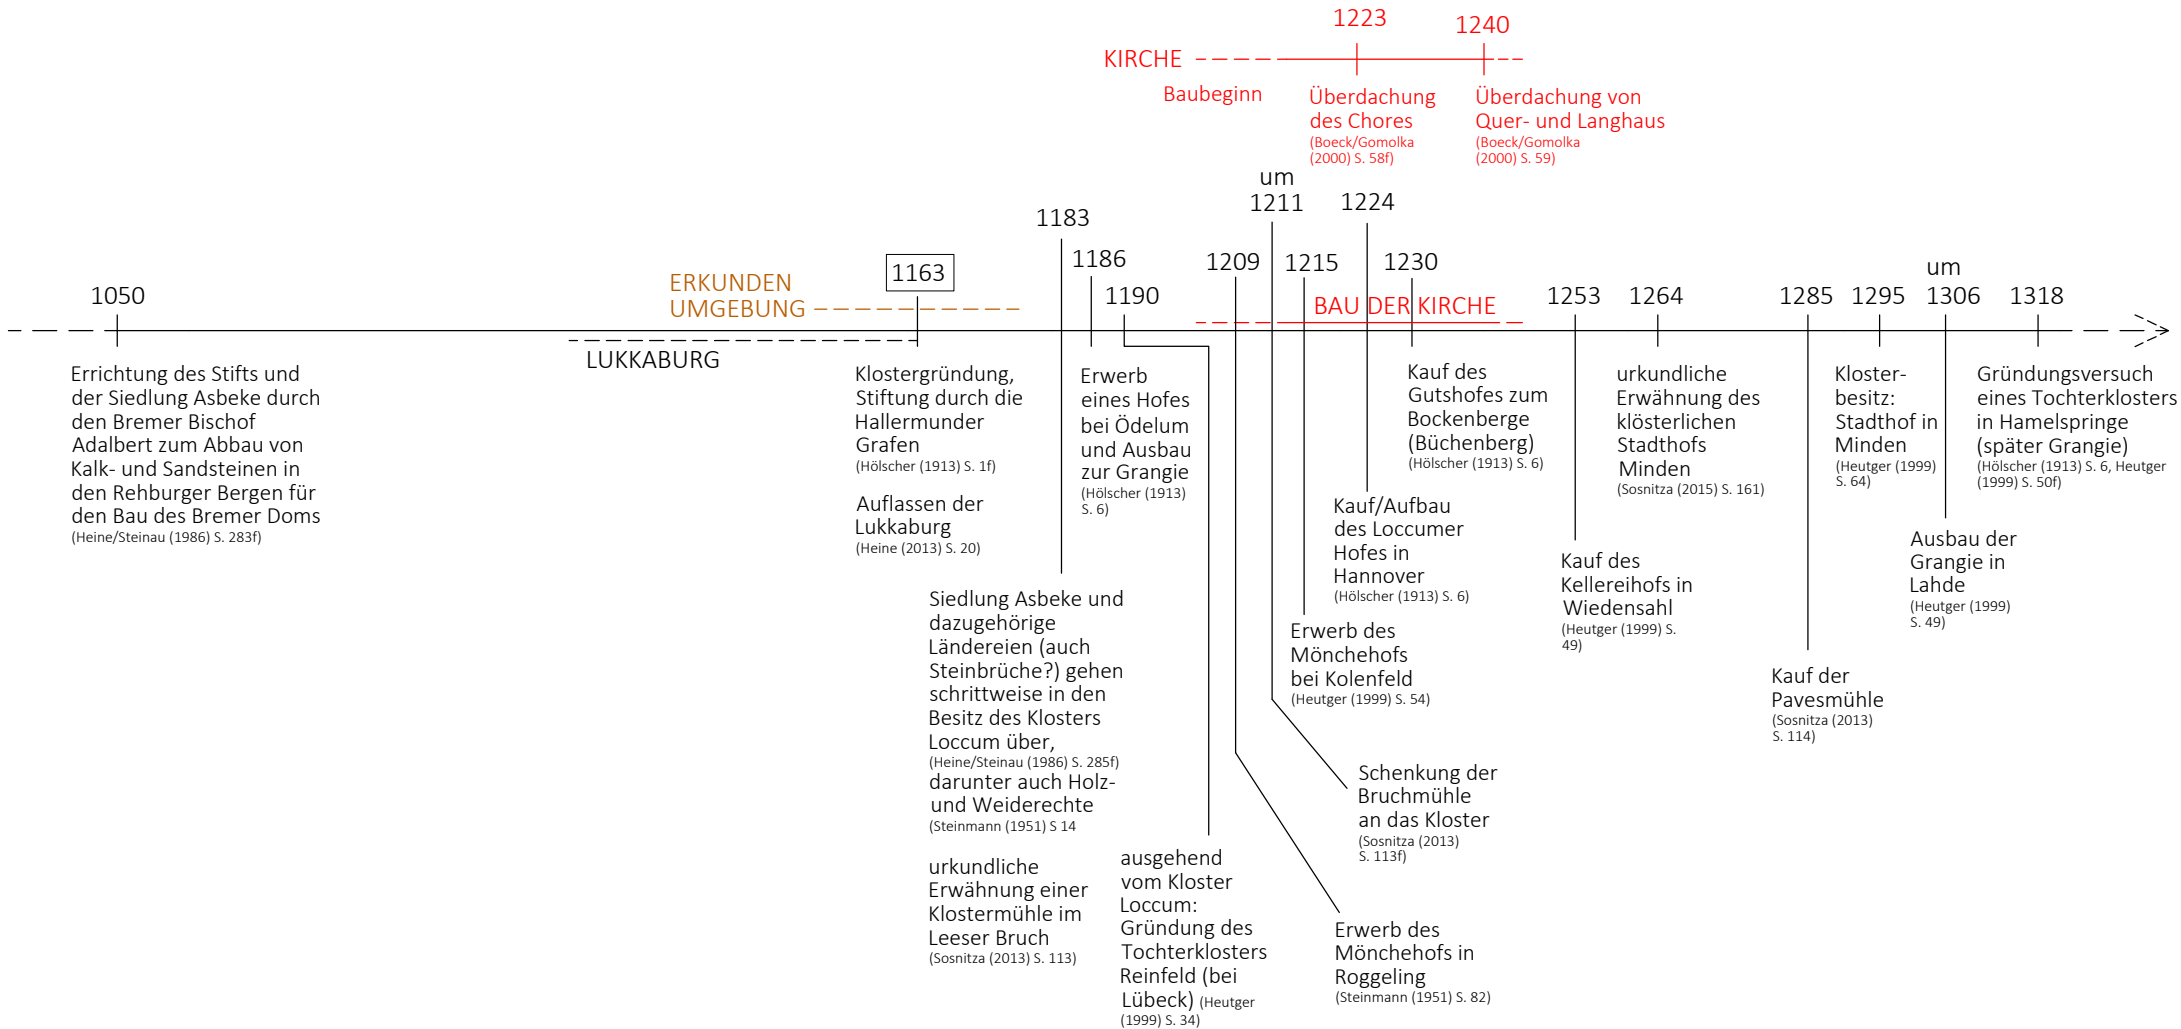 1223
1240
KIRCHE
Baubeginn
Überdachung
des Chores
(Boeck/Gomolka
(2000) S. 58f)
Überdachung von
Quer- und Langhaus
(Boeck/Gomolka
(2000) S. 59)
1050
ERKUNDEN
UMGEBUNG
1163
1183
1186
1190
1209
um
1211
1215
1224
1230
BAU DER KIRCHE
1253
1264
1285
1295
um
1306
1318
LUKKABURG
Errichtung des Stifts und
der Siedlung Asbeke durch
den Bremer Bischof
Adalbert zum Abbau von
Kalk- und Sandsteinen in
den Rehburger Bergen für
den Bau des Bremer Doms
(Heine/Steinau (1986) S. 283f)
Klostergründung,
Stiftung durch die
Hallermunder
Grafen
(Hölscher (1913) S. 1f)
Auflassen der
Lukkaburg
(Heine (2013) S. 20)
Siedlung Asbeke und
dazugehörige
Ländereien (auch
Steinbrüche?) gehen
schrittweise in den
Besitz des Klosters
Loccum über,
(Heine/Steinau (1986) S. 285f)
darunter auch Holz-
und Weiderechte
(Steinmann (1951) S 14
urkundliche
Erwähnung einer
Klostermühle im
Leeser Bruch
(Sosnitza (2013) S. 113)
Erwerb
eines Hofes
bei Ödelum
und Ausbau
zur Grangie
(Hölscher (1913)
S. 6)
ausgehend
vom Kloster
Loccum:
Gründung des
Tochterklosters
Reinfeld (bei
Lübeck) (Heutger
(1999) S. 34)
Erwerb des
Mönchehofs in
Roggeling
(Steinmann (1951) S. 82)
Schenkung der
Bruchmühle
an das Kloster
(Sosnitza (2013)
S. 113f)
Erwerb des
Mönchehofs
bei Kolenfeld
(Heutger (1999) S. 54)
Kauf/Aufbau
des Loccumer
Hofes in
Hannover
(Hölscher (1913) S. 6)
Kauf des
Gutshofes zum
Bockenberge
(Büchenberg)
(Hölscher (1913) S. 6)
Kauf des
Kellereihofs in
Wiedensahl
(Heutger (1999) S.
49)
urkundliche
Erwähnung des
klösterlichen
Stadthofs
Minden
(Sosnitza (2015) S. 161)
Kauf der
Pavesmühle
(Sosnitza (2013)
S. 114)
Kloster-
besitz:
Stadthof in
Minden
(Heutger (1999)
S. 64)
Ausbau der
Grangie in
Lahde
(Heutger (1999)
S. 49)
Gründungsversuch
eines Tochterklosters
in Hamelspringe
(später Grangie)
(Hölscher (1913) S. 6, Heutger
(1999) S. 50f)